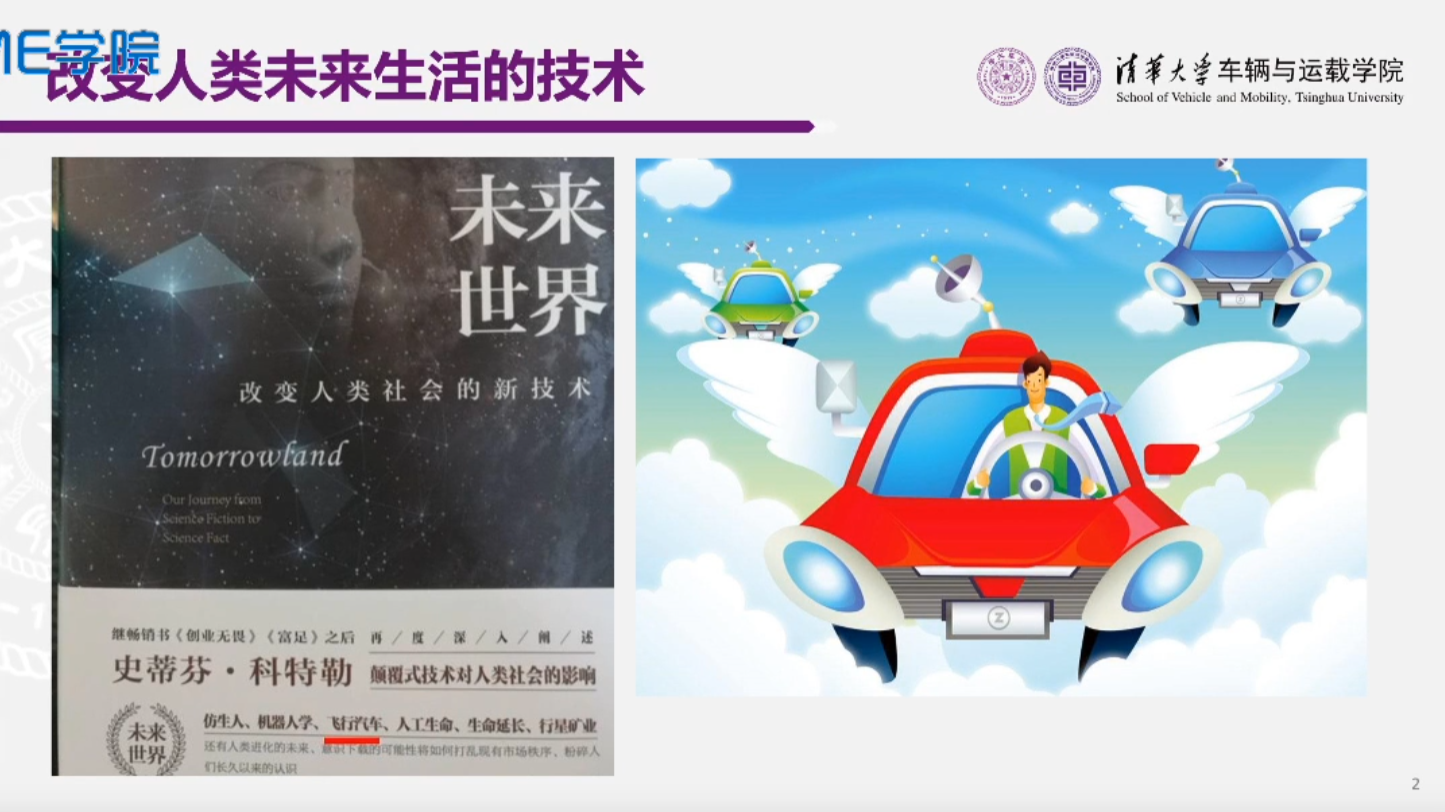 ME学院
改变人类未来生活的技术
清华大学车辆与运载学院
School of Vehicle and Mobility, Tsinghua University
未来
世界
改变人类社会的新技术
Tomorrowland
Our Journey from
Science Fiction to
Science Fact
继畅销书《创业无畏》《富足》之后 再/度/深/入/阐/述
史蒂芬·科特勒 颠覆式技术对人类社会的影响
未来
世界
仿生人、机器人学、飞行汽车、人工生命、生命延长、行星矿业
还有人类进化的未来、意识下载的可能性将如何打乱现有市场秩序、粉碎人
们长久以来的认识
Z
Z
2